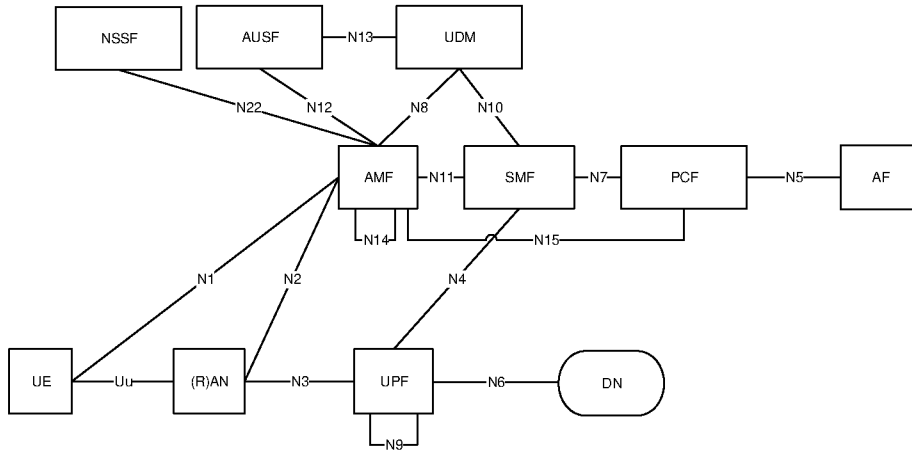 NSSF
AUSF
N13
UDM
N22
N12
N8
N10
AMF
N11
SMF
N7
PCF
N5
AF
N14
N15
N1
N2
N4
UE
Uu
(R)AN
N3
UPF
N6
DN
N9